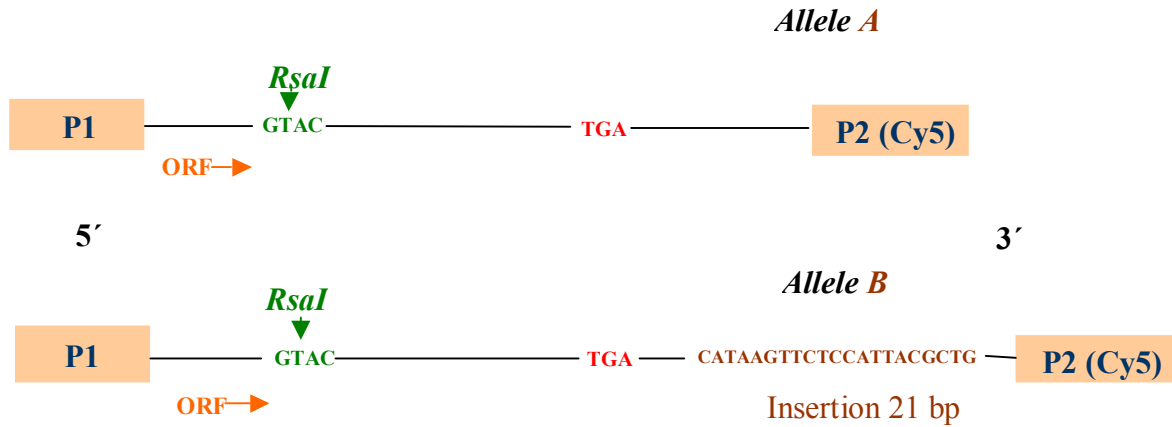 Allele A
RsaI
P1 GTAC TGA P2 (Cy5)
ORF
5´ 3´
Allele B
RsaI
P1 GTAC TGA CATAAGTTCTCCATTACGCTG P2 (Cy5)
ORF
Insertion 21 bp